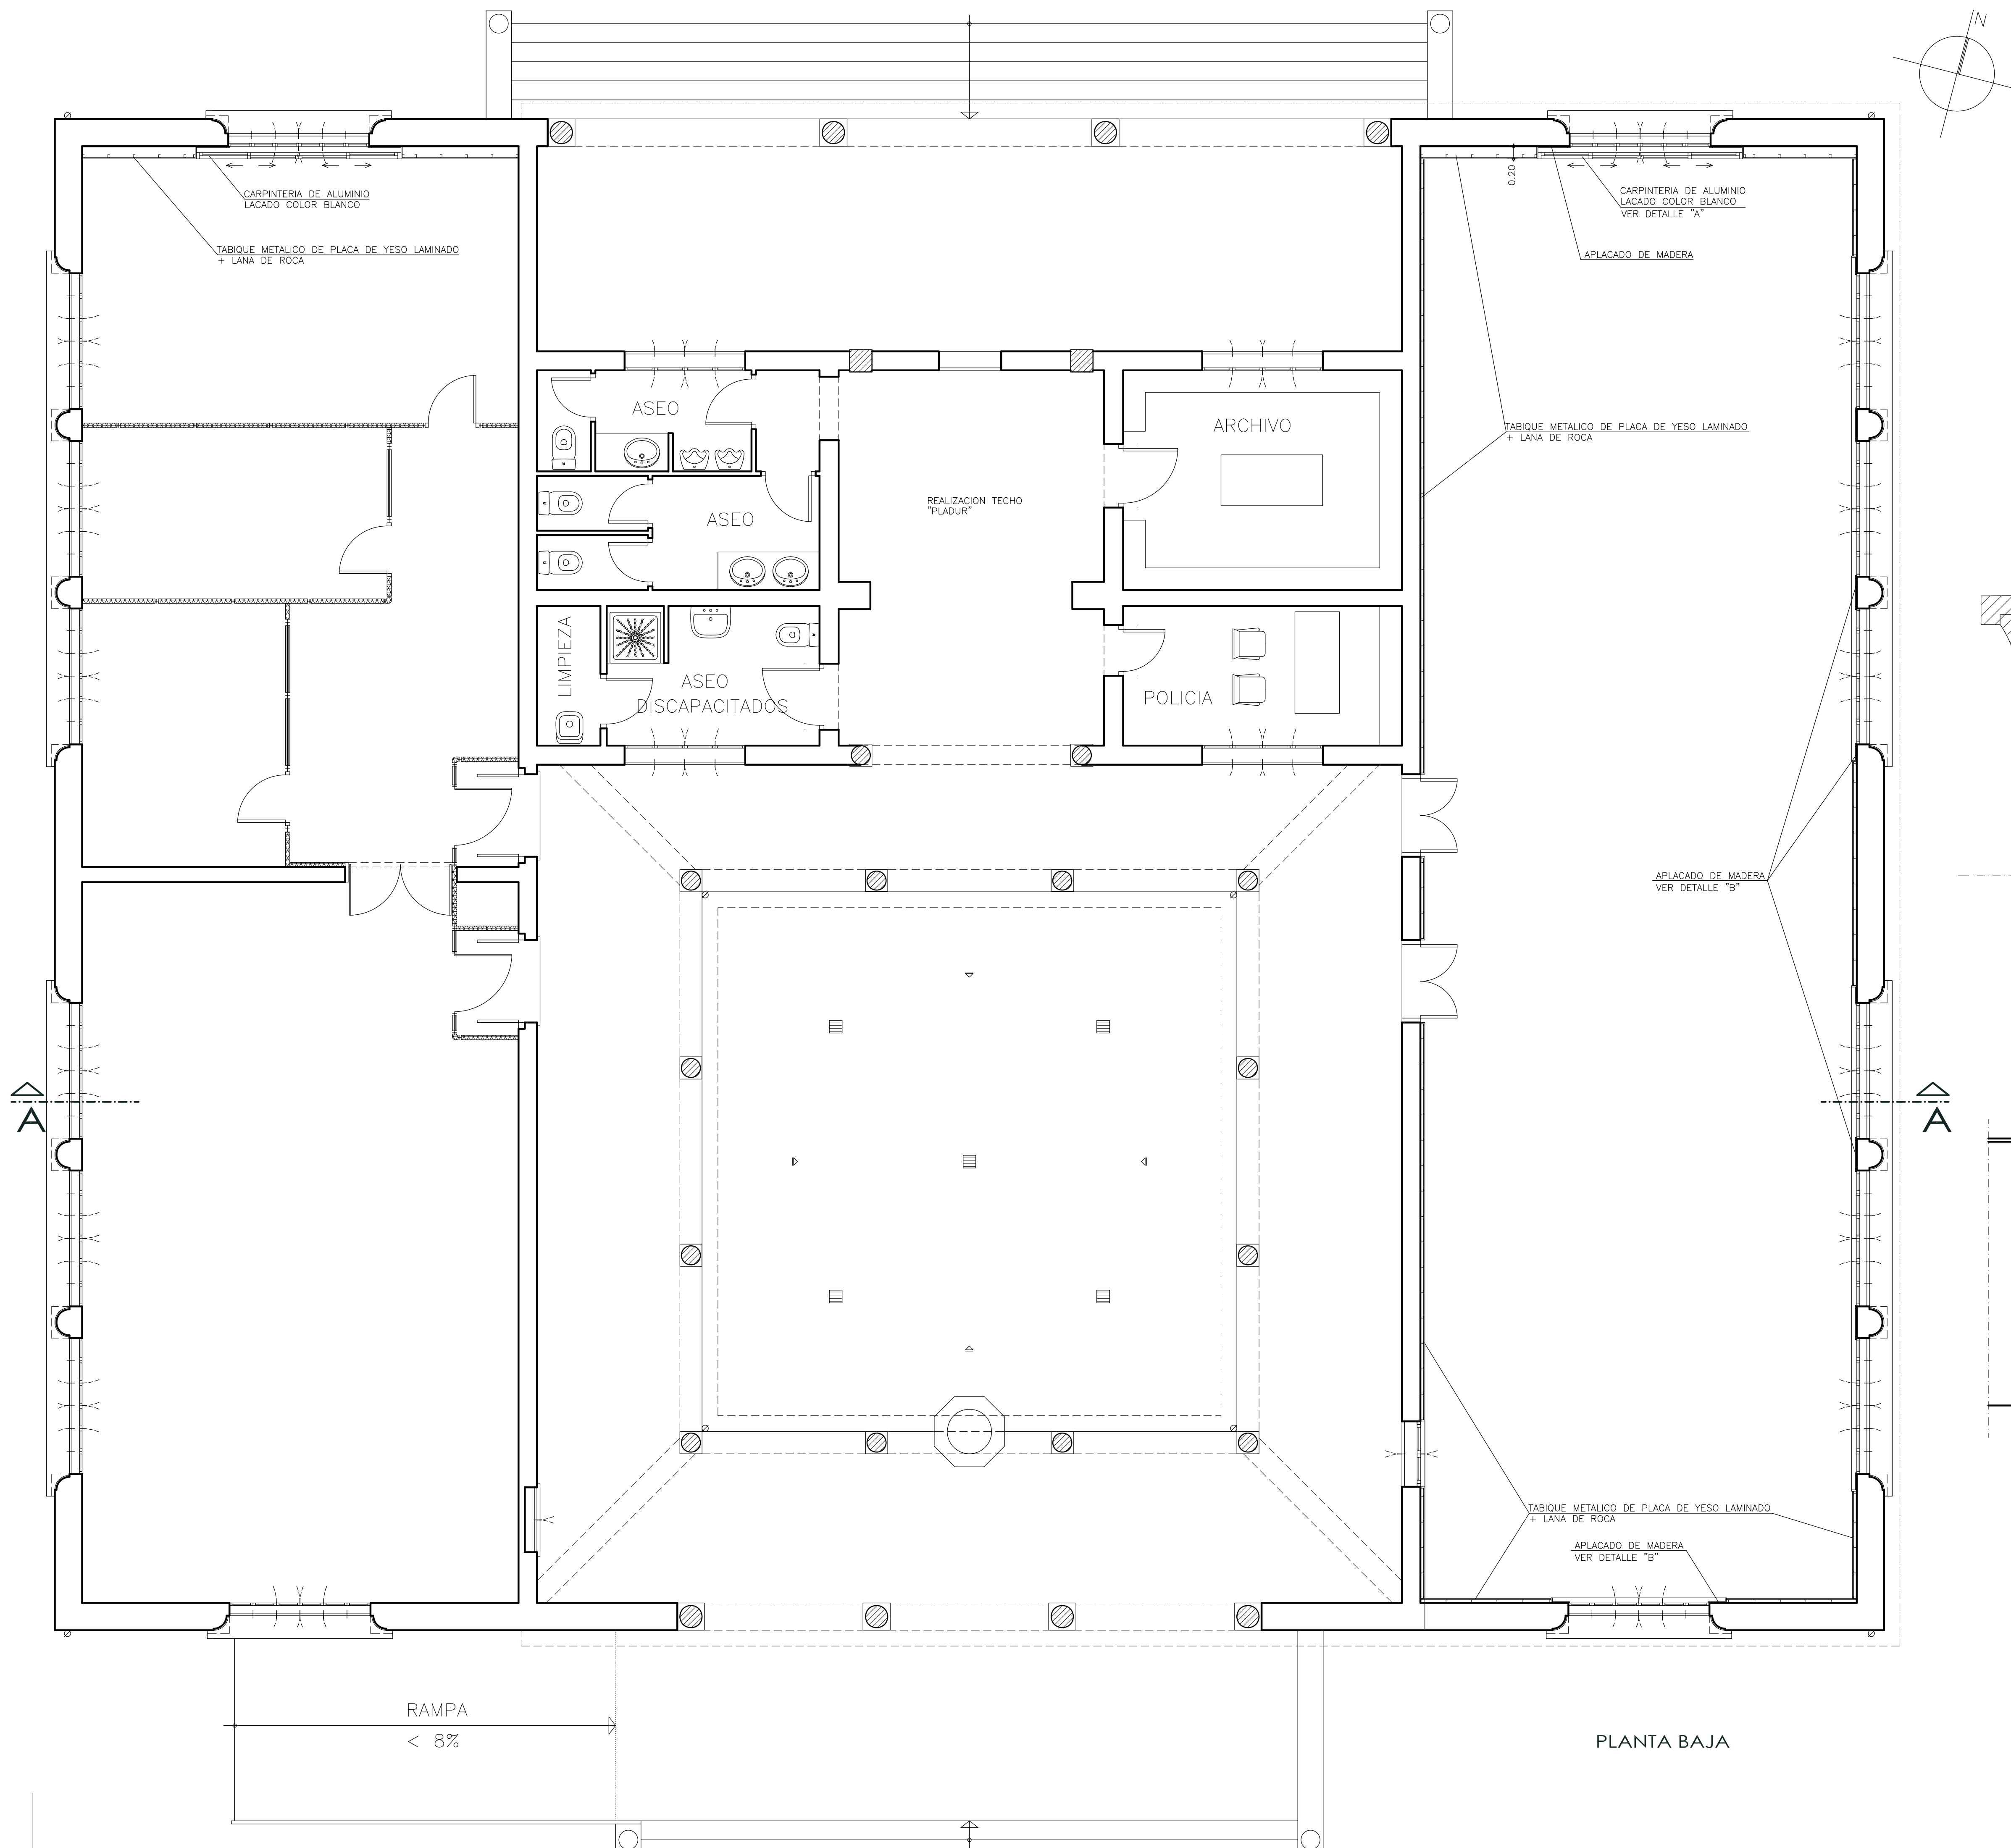 N
CARPINTERIA DE ALUMINIO
LACADO COLOR BLANCO
TABIQUE METALICO DE PLACA DE YESO LAMINADO
+ LANA DE ROCA
0.20
CARPINTERIA DE ALUMINIO
LACADO COLOR BLANCO
VER DETALLE "A"
APLACADO DE MADERA
ASEO
ARCHIVO
TABIQUE METALICO DE PLACA DE YESO LAMINADO
+ LANA DE ROCA
REALIZACION TECHO
"PLADUR"
ASEO
LIMPIEZA
ASEO
DISCAPACITADOS
POLICIA
APLACADO DE MADERA
VER DETALLE "B"
A
A
TABIQUE METALICO DE PLACA DE YESO LAMINADO
+ LANA DE ROCA
APLACADO DE MADERA
VER DETALLE "B"
RAMPA
< 8%
PLANTA BAJA